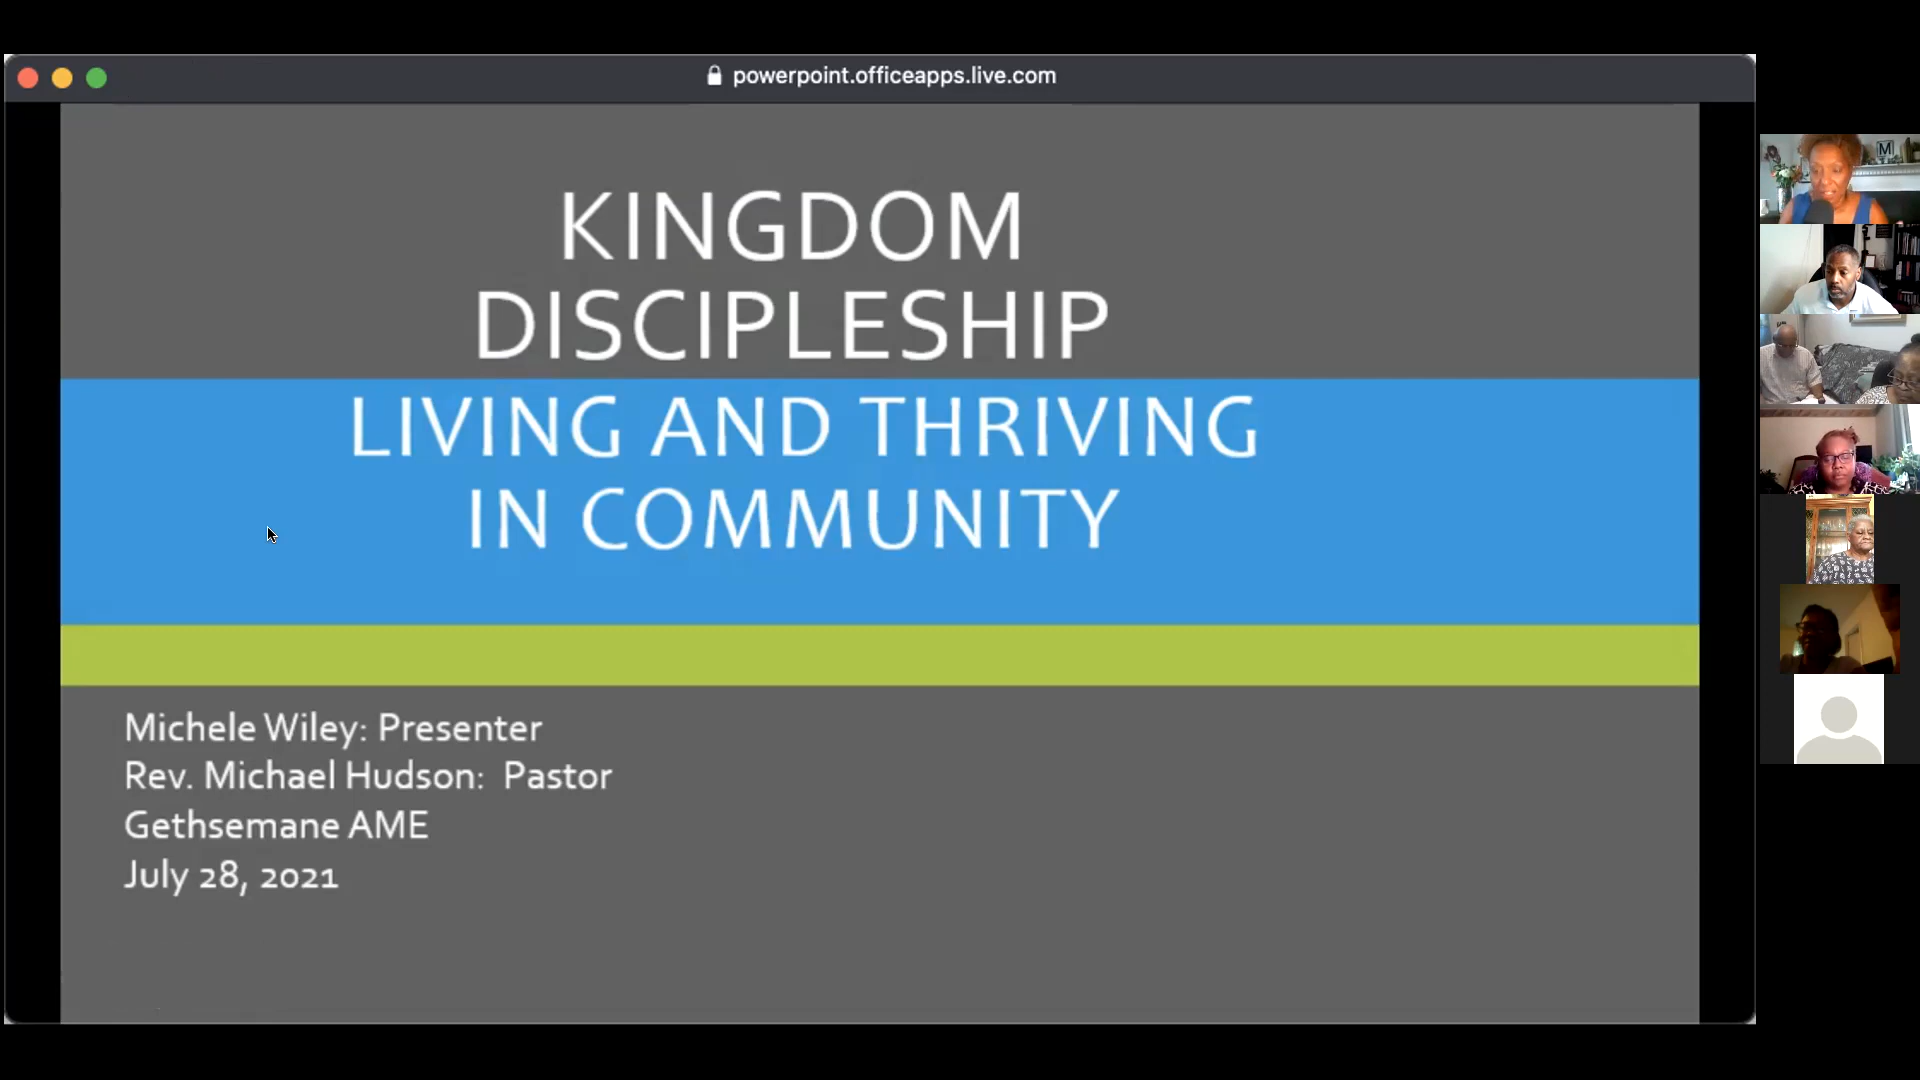 powerpoint.officeapps.live.com
KINGDOM
DISCIPLESHIP
LIVING AND THRIVING
IN COMMUNITY
Michele Wiley: Presenter
Rev. Michael Hudson: Pastor
Gethsemane AME
July 28, 2021
M